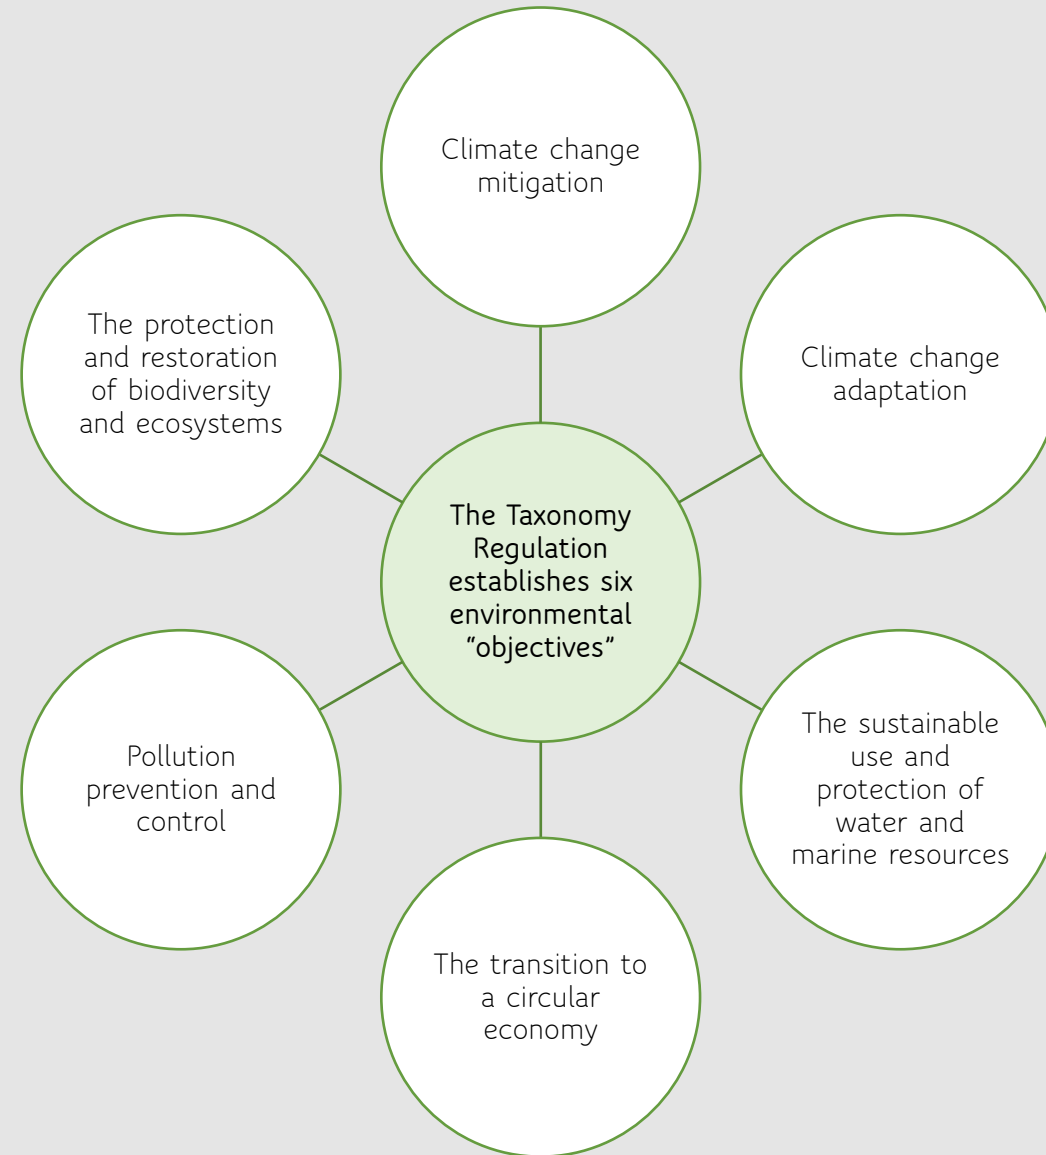 Climate change
mitigation
The protection
and restoration
of biodiversity
and ecosystems
Climate change
adaptation
The Taxonomy
Regulation
establishes six
environmental
“objectives”
Pollution
prevention and
control
The sustainable
use and
protection of
water and
marine resources
The transition to
a circular
economy